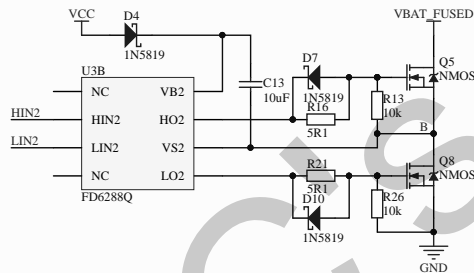 VCC
D4
1N5819
VBAT_FUSED
U3B
NC
VB2
HIN2
HIN2
HO2
LIN2
LIN2
VS2
NC
LO2
FD6288Q
C13
10uF
D7
1N5819
R16
5R1
R13
10k
Q5
NMOS
B
R21
5R1
D10
1N5819
R26
10k
Q8
NMOS
GND